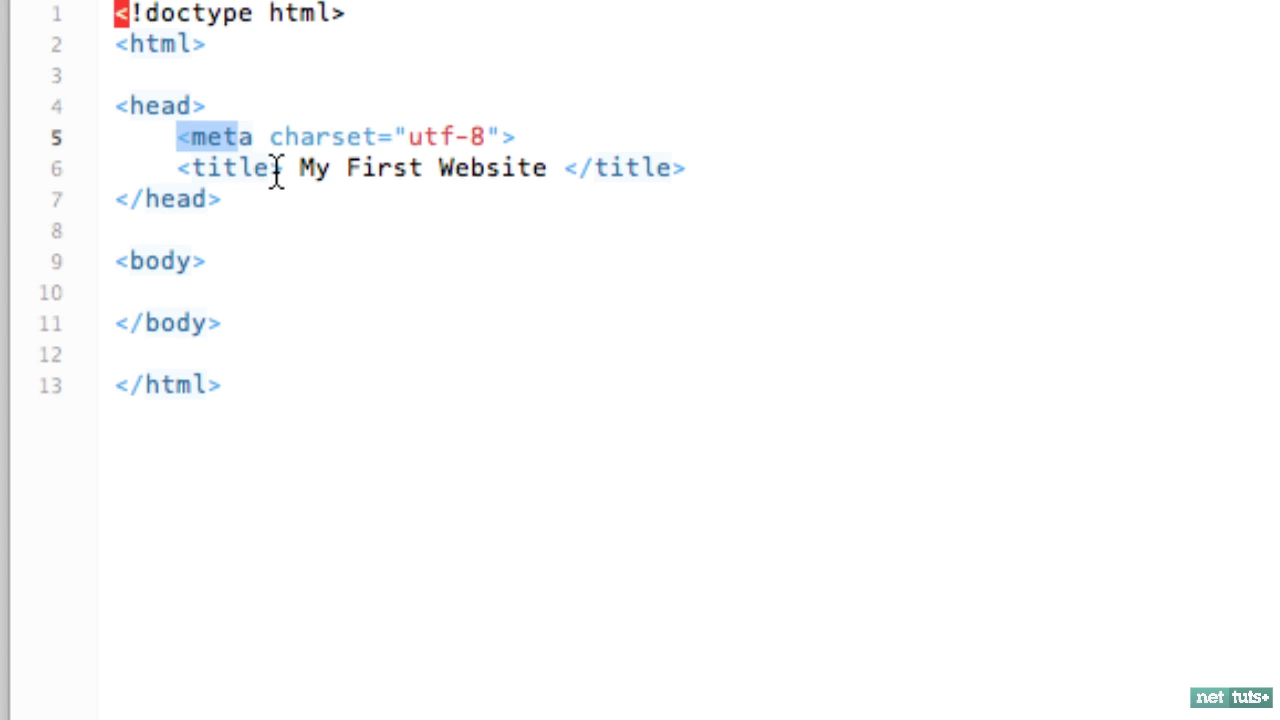 1 <!doctype html>
2 <html>
3
4 <head>
5 <meta charset="utf-8">
6 <title> My First Website </title>
7 </head>
8
9 <body>
10
11 </body>
12
13 </html>
net tuts+